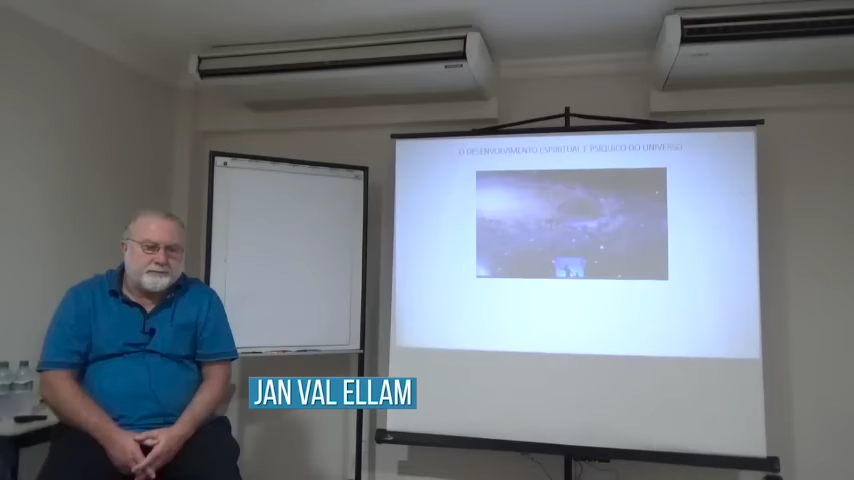 O DESENVOLVIMENTO ESPIRITUAL E PSÍQUICO DO UNIVERSO
JAN VAL ELLAM